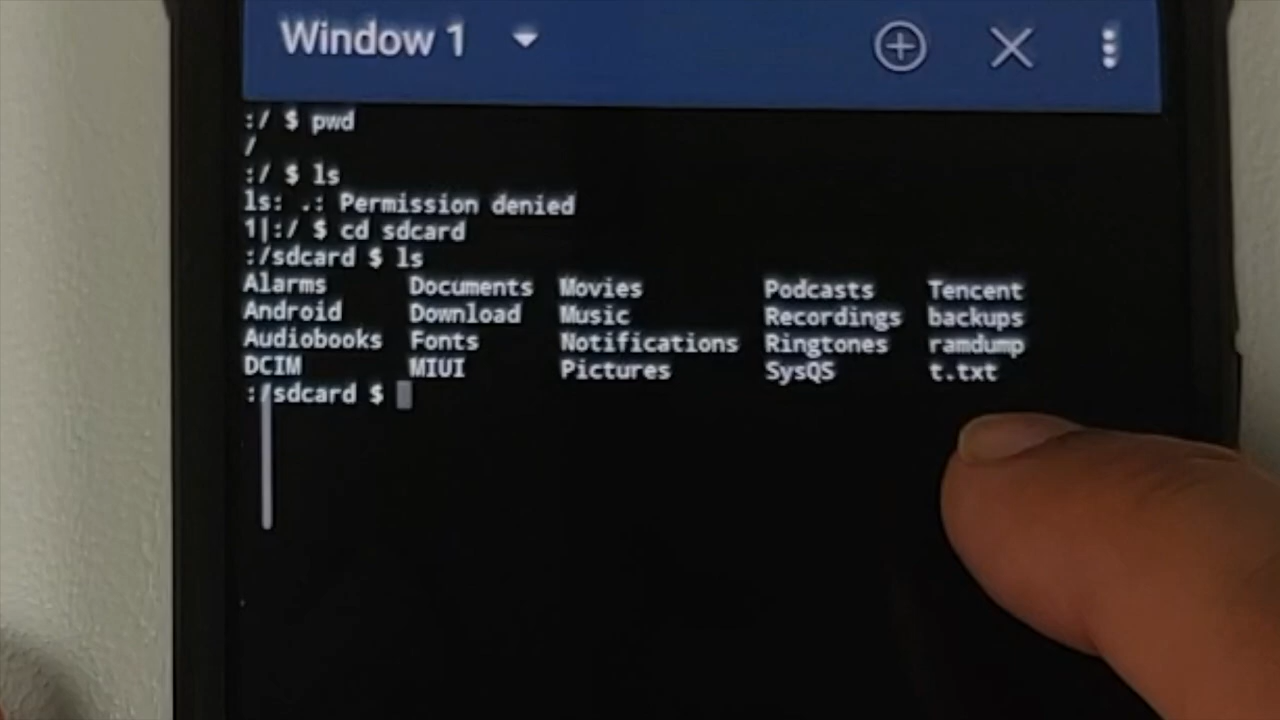 Window 1
:/ $ pwd
/
:/ $ ls
ls: .: Permission denied
1|:/ $ cd sdcard
:/sdcard $ ls
Alarms Documents Movies Podcasts Tencent
Android Download Music Recordings backups
Audiobooks Fonts Notifications Ringtones ramdump
DCIM MIUI Pictures SysQS t.txt
:/sdcard $